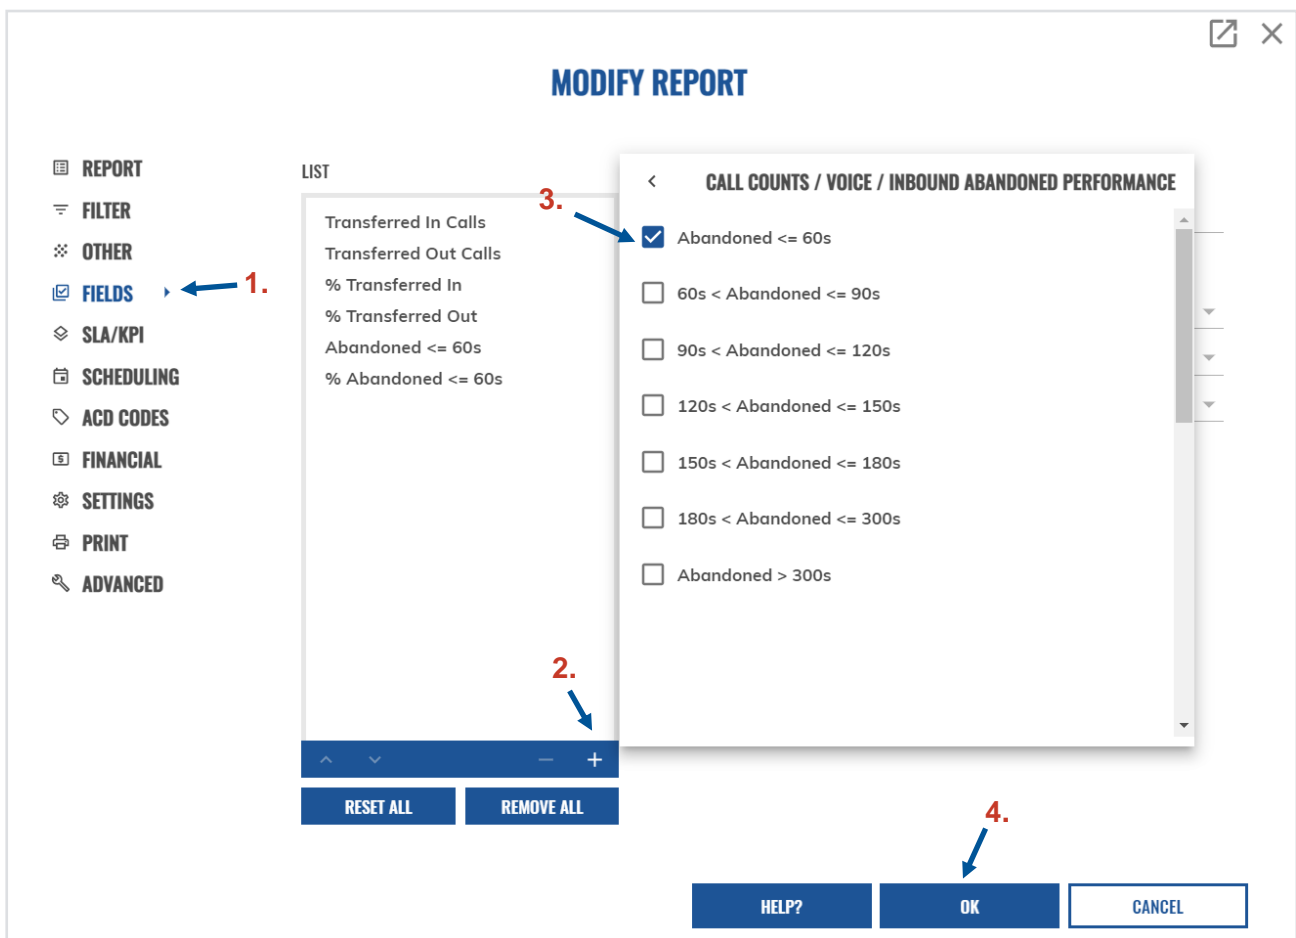 MODIFY REPORT
REPORT
FILTER
OTHER
FIELDS
1.
SLA/KPI
SCHEDULING
ACD CODES
FINANCIAL
SETTINGS
PRINT
ADVANCED
LIST
Transferred In Calls
Transferred Out Calls
% Transferred In
% Transferred Out
Abandoned <= 60s
% Abandoned <= 60s
2.
RESET ALL
REMOVE ALL
CALL COUNTS / VOICE / INBOUND ABANDONED PERFORMANCE
3.
Abandoned <= 60s
60s < Abandoned <= 90s
90s < Abandoned <= 120s
120s < Abandoned <= 150s
150s < Abandoned <= 180s
180s < Abandoned <= 300s
Abandoned > 300s
4.
HELP?
OK
CANCEL